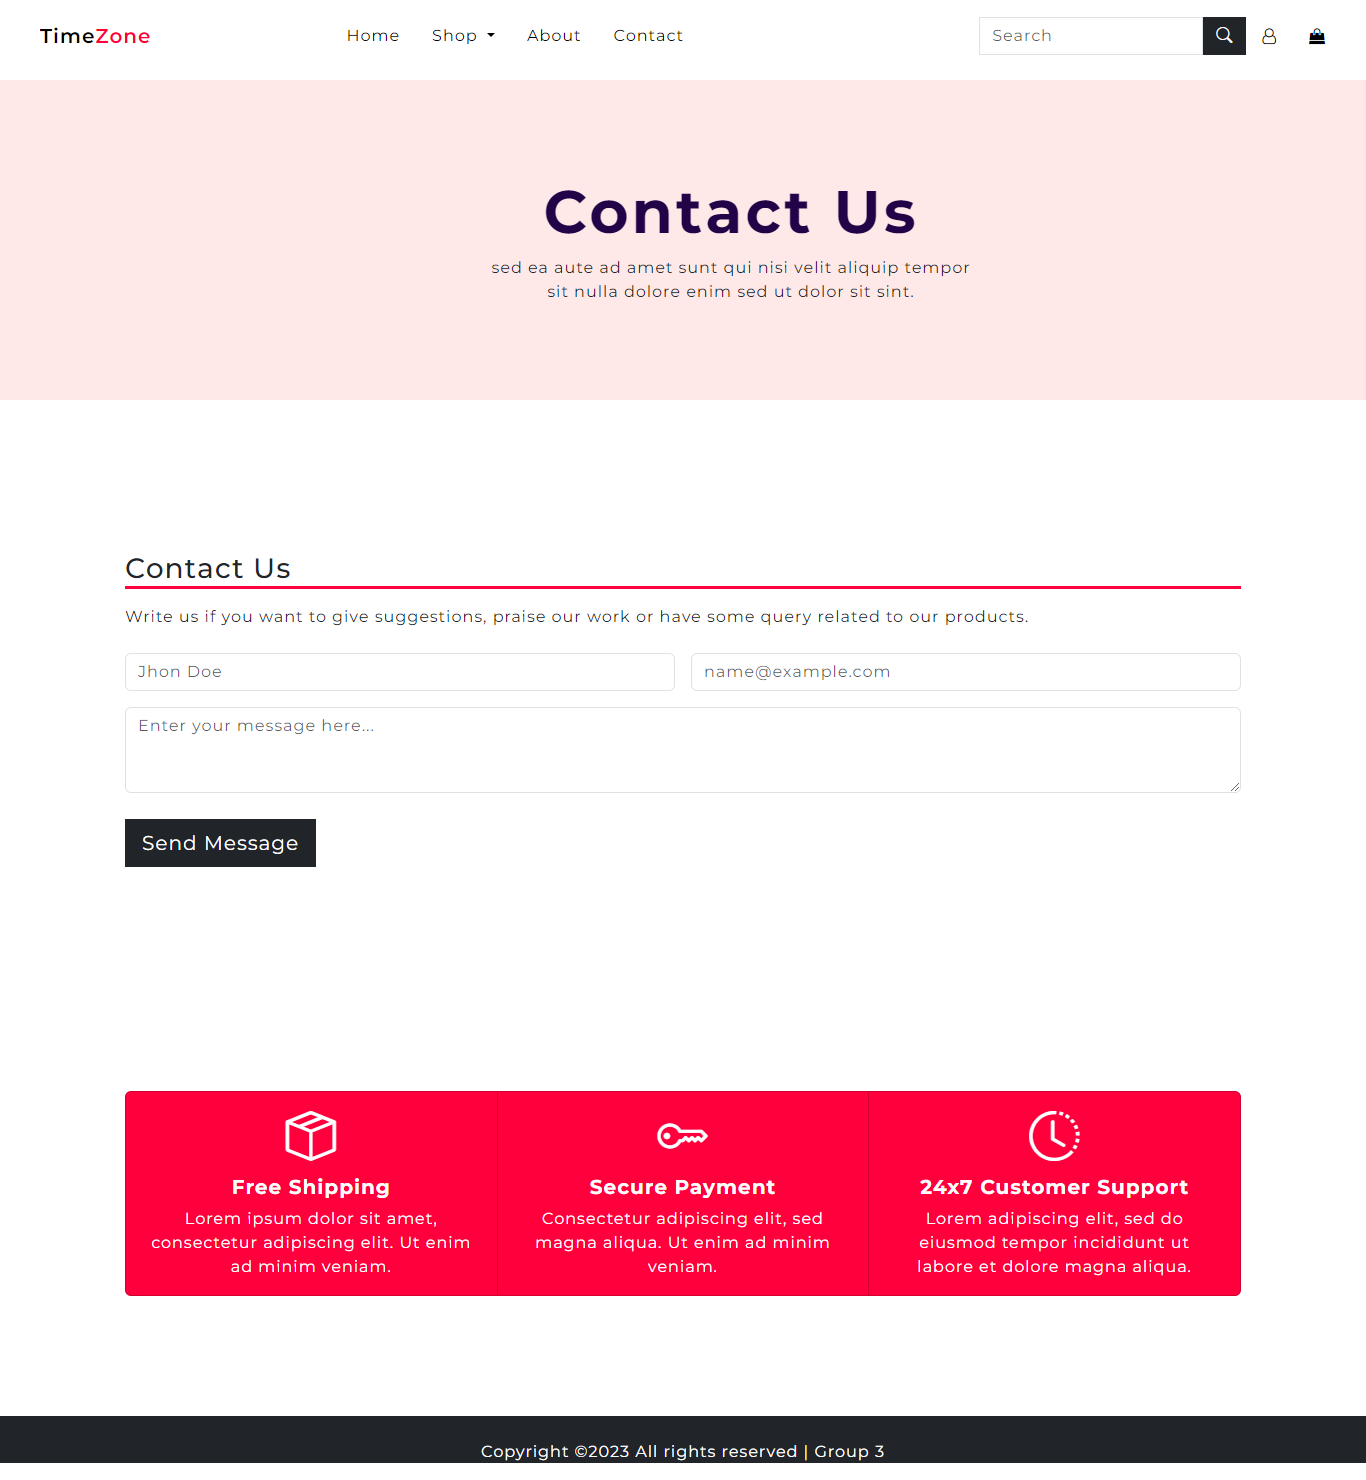 TimeZone Home Shop About Contact Search
Contact Us
sed ea aute ad amet sunt qui nisi velit aliquip tempor
sit nulla dolore enim sed ut dolor sit sint.
Contact Us
Write us if you want to give suggestions, praise our work or have some query related to our products.
Jhon Doe name@example.com
Enter your message here...
Send Message
Free Shipping
Lorem ipsum dolor sit amet,
consectetur adipiscing elit. Ut enim
ad minim veniam.
Secure Payment
Consectetur adipiscing elit, sed
magna aliqua. Ut enim ad minim
veniam.
24x7 Customer Support
Lorem adipiscing elit, sed do
eiusmod tempor incididunt ut
labore et dolore magna aliqua.
Copyright ©2023 All rights reserved | Group 3